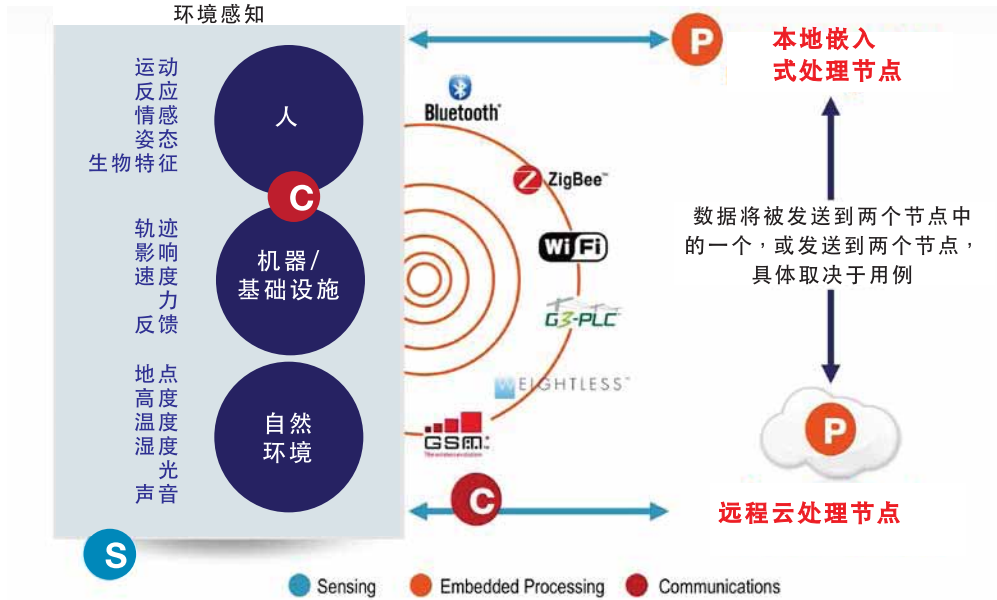 环境感知
运动
反应
情感
姿态
生物特征
人
C
轨迹
影响
速度
力
反馈
机器/
基础设施
地点
高度
温度
湿度
光
声音
自然
环境
S
Bluetooth
ZigBee™
WiFi
G3-PLC
WEIGHTLESS™
GSM
The wireless evolution
C
P
本地嵌入
式处理节点
数据将被发送到两个节点中
的一个，或发送到两个节点，
具体取决于用例
P
远程云处理节点
Sensing
Embedded Processing
Communications